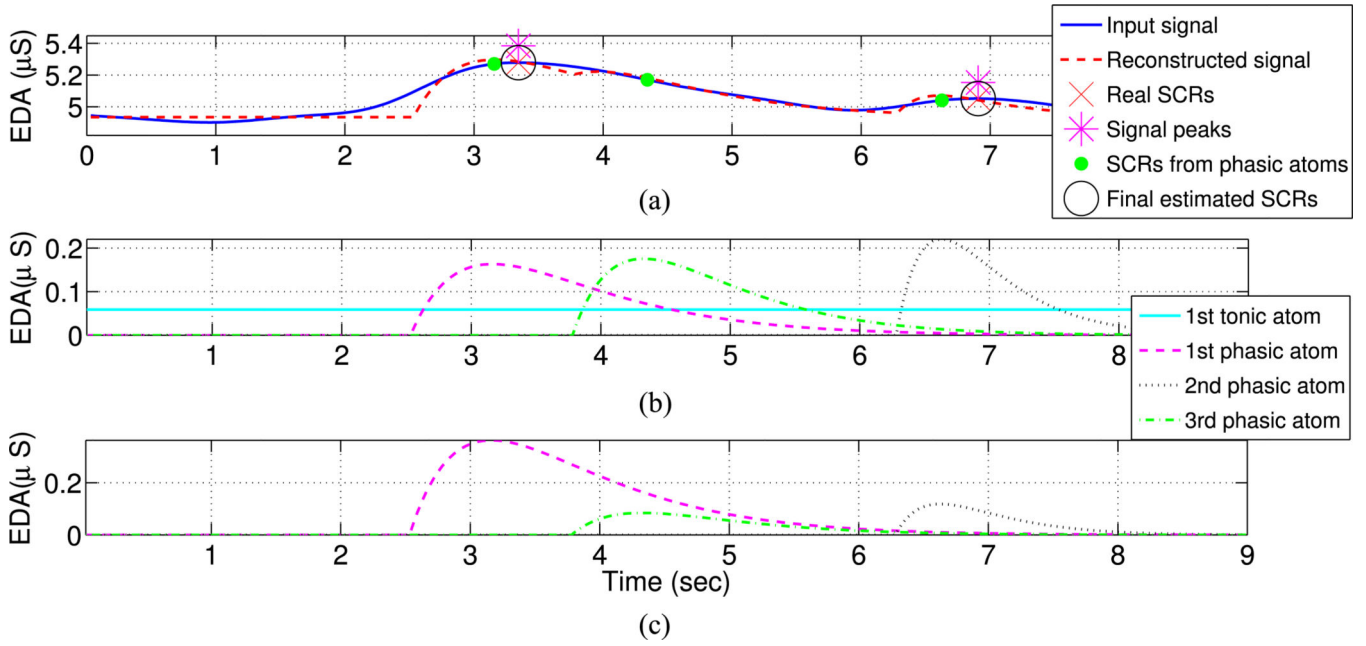 EDA (μS)
5.4
5.2
5
0 1 2 3 4 5 6 7
Input signal
Reconstructed signal
Real SCRs
Signal peaks
SCRs from phasic atoms
Final estimated SCRs
(a)
EDA(μ S)
0.2
0.1
0
1 2 3 4 5 6 7 8
1st tonic atom
1st phasic atom
2nd phasic atom
3rd phasic atom
(b)
EDA(μ S)
0.2
0
1 2 3 4 5 6 7 8 9
Time (sec)
(c)